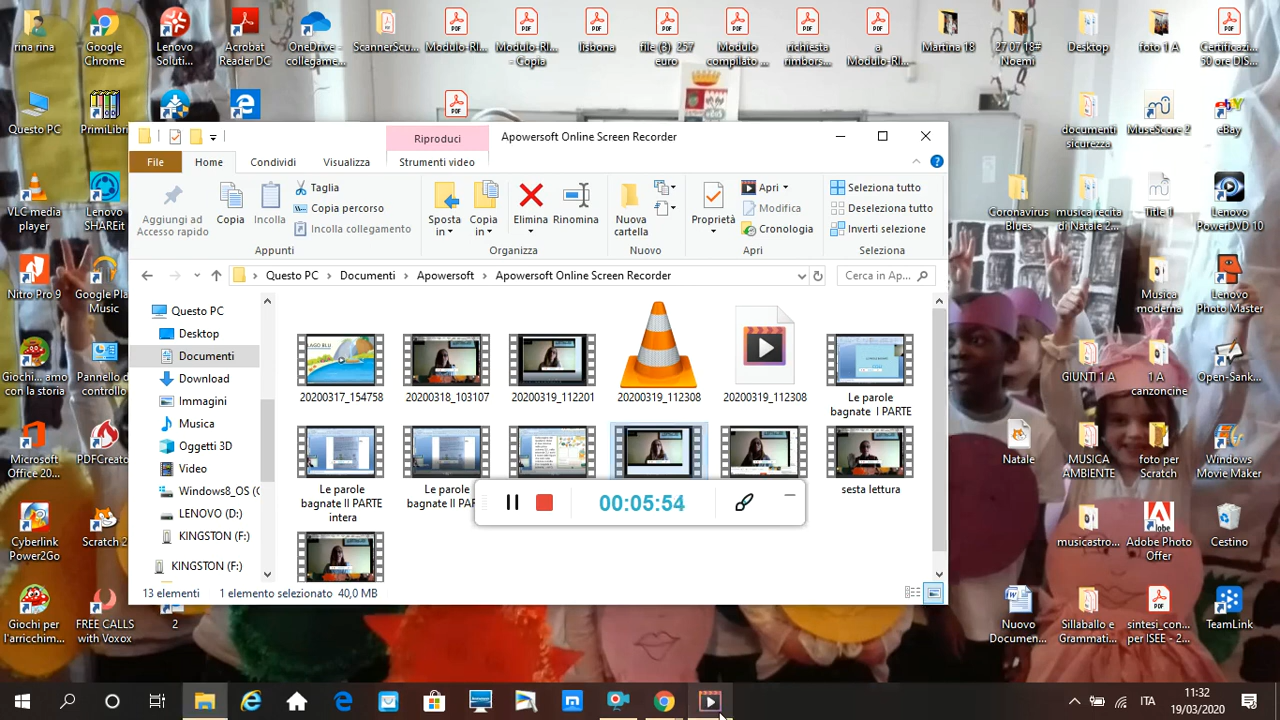 rina rina
Google Chrome
Lenovo Soluti...
Acrobat Reader DC
OneDrive - collegame...
ScannerScu...
Modulo-RI...
Modulo-RI... - Copia
lisbona
file (3)_257 euro
Modulo compilato ...
richiesta rimbors...
a Modulo-RI...
Martina 18
27 07 18# Noemi
Desktop
foto 1 A
Certificazi... 50 ore DIS...
Questo PC
PrimiLibri
documenti sicurezza
MuseScore 2
eBay
VLC media player
Lenovo SHAREit
Coronavirus Blues
musica recita di Natale 2...
Title 1
Lenovo PowerDVD 10
Nitro Pro 9
Google Play Music
Musica moderna
Lenovo Photo Master
Giochi... amo con la storia
Pannello d controllo
GIUNTI 1 A
1 A canzoncine
Open-Sank...
Microsoft Office 20...
PDFCreato
Natale
MUSICA AMBIENTE
foto per Scratch
Windows Movie Maker
Cyberlink Power2Go
Scratch 2
musicastro...
Adobe Photo Offer
Cestino
Giochi per l'arricchim...
FREE CALLS with Voxox
2
Nuovo Documen...
Sillaballo e Grammati...
sintesi_con... per ISEE - 2...
TeamLink
Riproduci
Apowersoft Online Screen Recorder
File
Home
Condividi
Visualizza
Strumenti video
Aggiungi ad Accesso rapido
Copia
Incolla
Taglia
Copia percorso
Incolla collegamento
Appunti
Sposta in
Copia in
Elimina
Rinomina
Organizza
Nuova cartella
Nuovo
Proprietà
Apri
Modifica
Cronologia
Apri
Seleziona tutto
Deseleziona tutto
Inverti selezione
Selezione
Questo PC > Documenti > Apowersoft > Apowersoft Online Screen Recorder
Cerca in Ap...
Questo PC
Desktop
Documenti
Download
Immagini
Musica
Oggetti 3D
Video
Windows8_OS (C
LENOVO (D:)
KINGSTON (F:)
KINGSTON (F:)
LAGO BLU
20200317_154758
20200318_103107
20200319_112201
20200319_112308
20200319_112308
Le parole bagnate I PARTE
Le parole bagnate II PARTE intera
Le parole bagnate II PART
sesta lettura
00:05:54
13 elementi
1 elemento selezionato 40,0 MB
ITA
11:32
19/03/2020